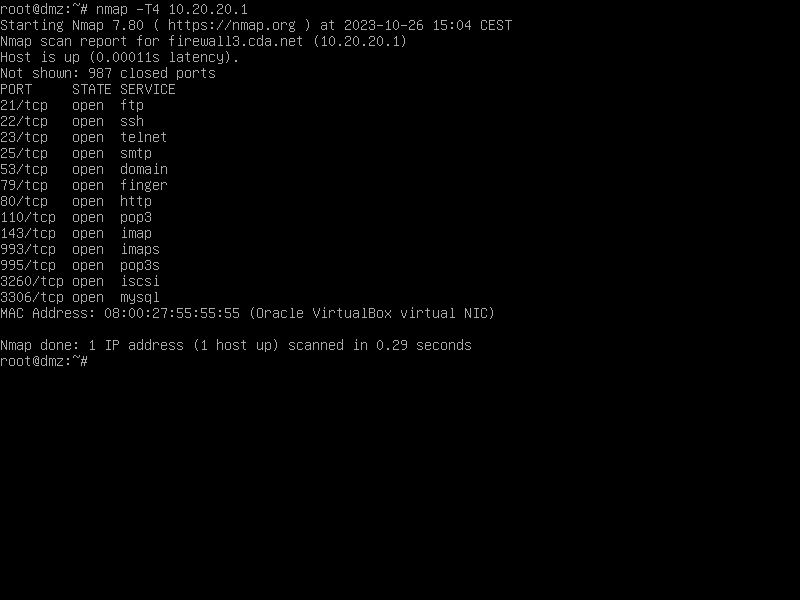 root@dmz:~# nmap -T4 10.20.20.1
Starting Nmap 7.80 ( https://nmap.org ) at 2023-10-26 15:04 CEST
Nmap scan report for firewall3.cda.net (10.20.20.1)
Host is up (0.00011s latency).
Not shown: 987 closed ports
PORT     STATE SERVICE
21/tcp   open  ftp
22/tcp   open  ssh
23/tcp   open  telnet
25/tcp   open  smtp
53/tcp   open  domain
79/tcp   open  finger
80/tcp   open  http
110/tcp  open  pop3
143/tcp  open  imap
993/tcp  open  imaps
995/tcp  open  pop3s
3260/tcp open  iscsi
3306/tcp open  mysql
MAC Address: 08:00:27:55:55:55 (Oracle VirtualBox virtual NIC)

Nmap done: 1 IP address (1 host up) scanned in 0.29 seconds
root@dmz:~#